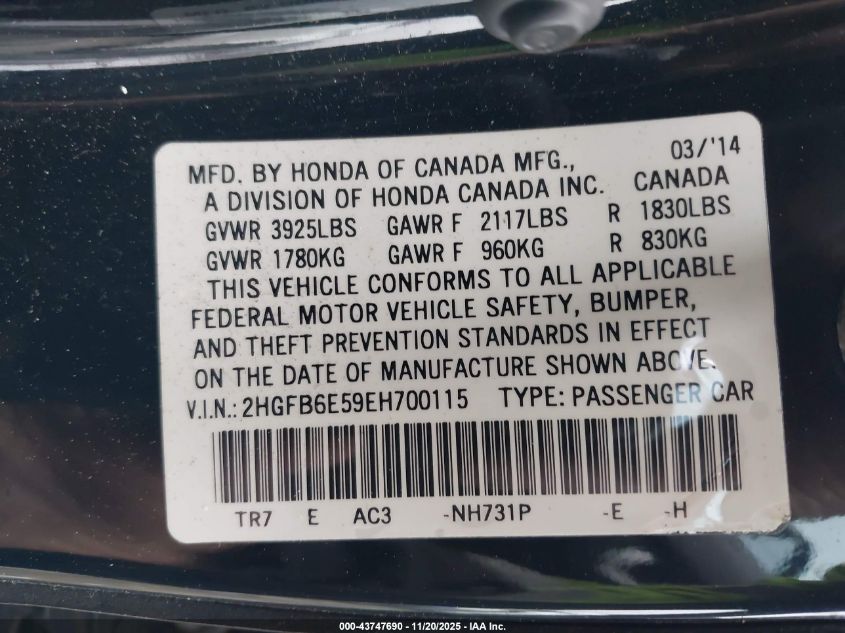 MFD. BY HONDA OF CANADA MFG., 03/'14
A DIVISION OF HONDA CANADA INC. CANADA
GVWR 3925LBS GAWR F 2117LBS R 1830LBS
GVWR 1780KG GAWR F 960KG R 830KG
THIS VEHICLE CONFORMS TO ALL APPLICABLE
FEDERAL MOTOR VEHICLE SAFETY, BUMPER,
AND THEFT PREVENTION STANDARDS IN EFFECT
ON THE DATE OF MANUFACTURE SHOWN ABOVE.
V.I.N.: 2HGFB6E59EH700115 TYPE: PASSENGER CAR
TR7 E AC3 -NH731P -E -H
000-43747690 - 11/20/2025 - IAA Inc.